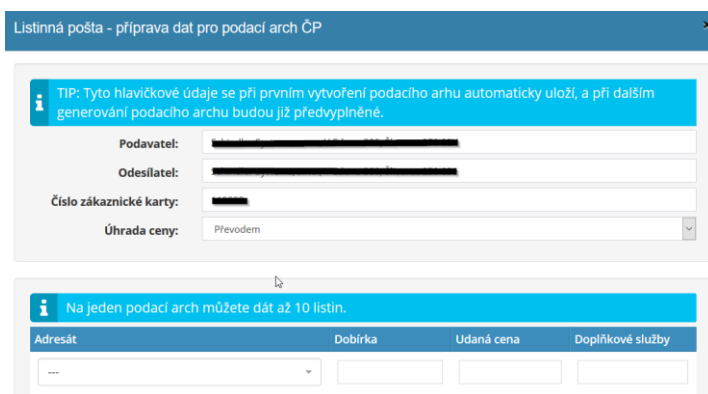 Listinná pošta - příprava dat pro podací arch ČP
TIP: Tyto hlavičkové údaje se při prvním vytvoření podacího arhu automaticky uloží, a při dalším
generování podacího archu budou již předvyplněné.
Podavatel:
Odesílatel:
Číslo zákaznické karty:
Úhrada ceny: Převodem
Na jeden podací arch můžete dát až 10 listin.
Adresát Dobírka Udaná cena Doplňkové služby
---